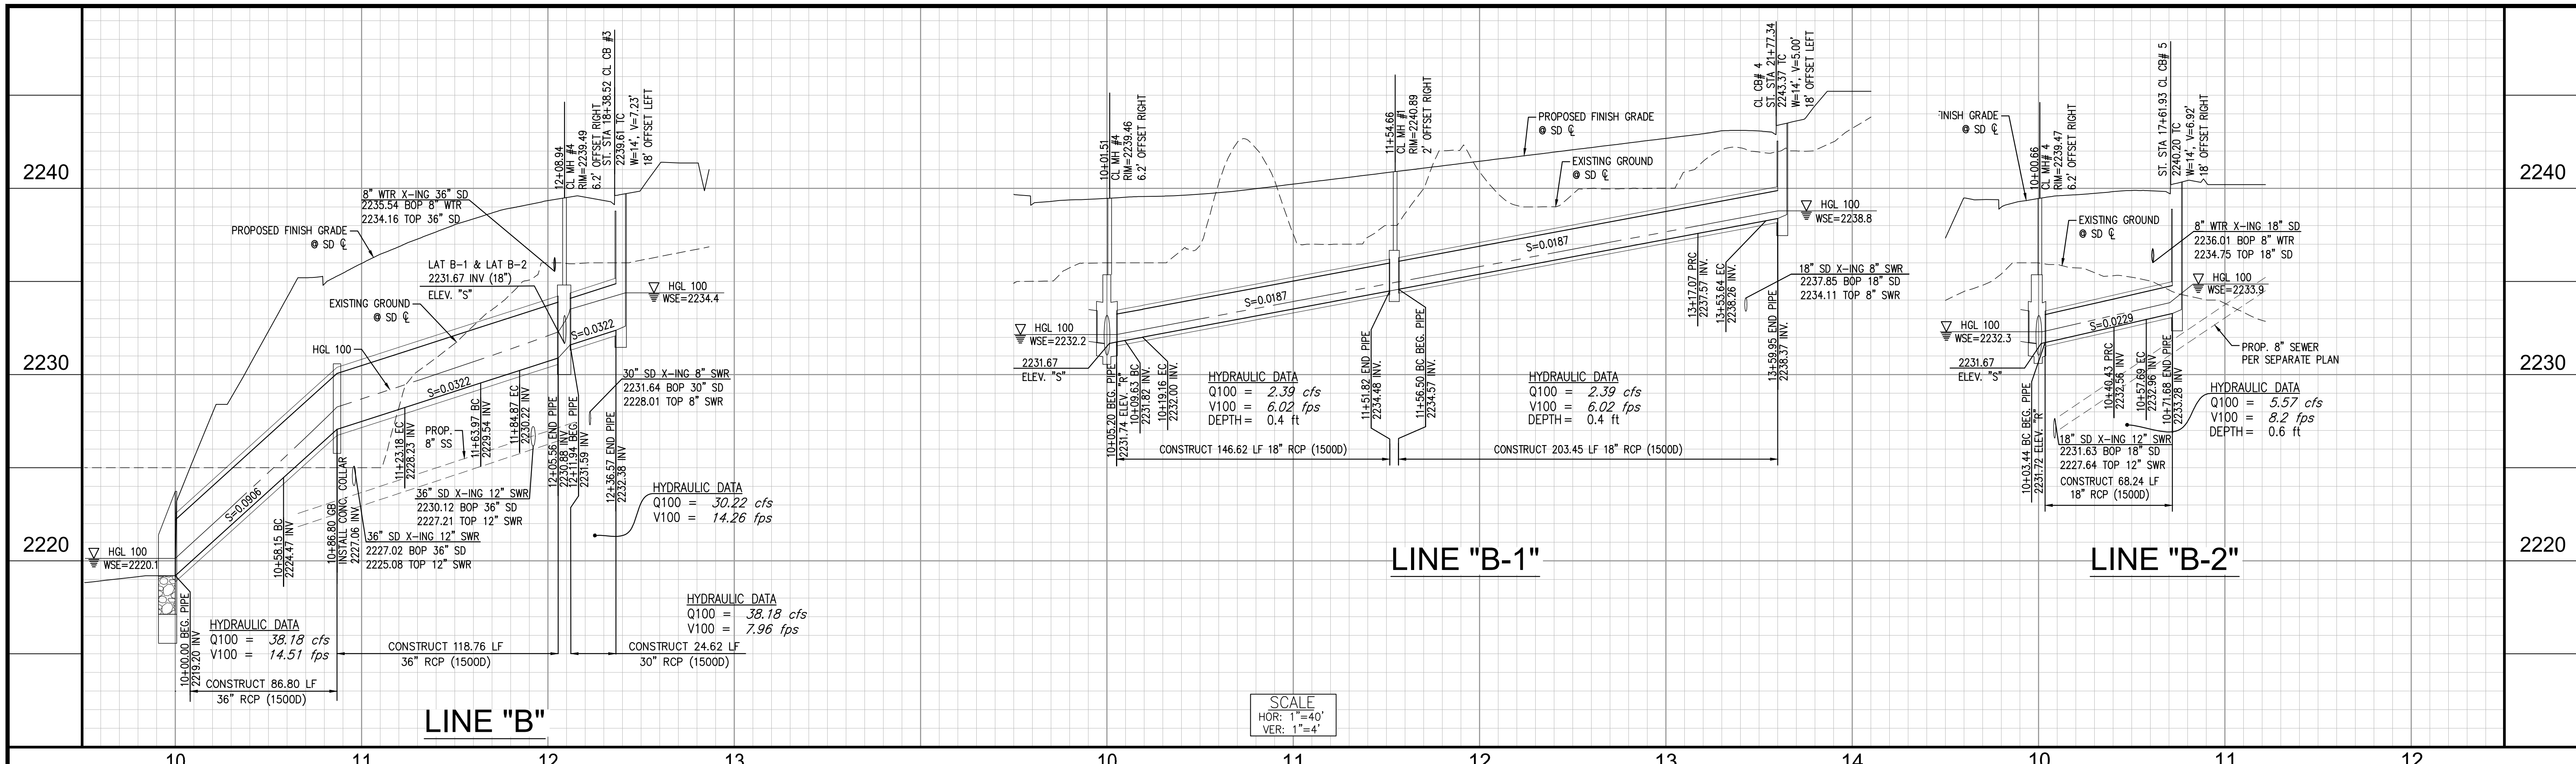 2240
2230
2220
8" WTR X-ING 36" SD
2235.54 BOP 8" WTR
2234.16 TOP 36" SD
PROPOSED FINISH GRADE
@ SD ℄
LAT B-1 & LAT B-2
2231.67 INV (18")
ELEV. "S"
EXISTING GROUND
@ SD ℄
HGL 100
HGL 100
WSE=2220.1
S=0.0906
S=0.0322
S=0.0322
12+08.94
CL MH #4
RIM=2239.49
6.2' OFFSET RIGHT
ST. STA 18+38.52 CL CB #3
2239.61 TC
W=14', V=7.23'
18' OFFSET LEFT
HGL 100
WSE=2234.4
30" SD X-ING 8" SWR
2231.64 BOP 30" SD
2228.01 TOP 8" SWR
10+00.00 BEG. PIPE
2219.20 INV
10+58.15 BC
2224.47 INV
10+86.80 GB
INSTALL CONC. COLLAR
2227.06 INV.
11+23.18 EC
2228.23 INV
PROP.
8" SS
11+63.97 BC
2229.54 INV
11+84.87 EC
2230.22 INV
12+05.56 END PIPE
2230.88 INV
12+11.94 BEG. PIPE
2231.59 INV
12+36.57 END PIPE
2232.38 INV
36" SD X-ING 12" SWR
2230.12 BOP 36" SD
2227.21 TOP 12" SWR
36" SD X-ING 12" SWR
2227.02 BOP 36" SD
2225.08 TOP 12" SWR
HYDRAULIC DATA
Q100 = 30.22 cfs
V100 = 14.26 fps
HYDRAULIC DATA
Q100 = 38.18 cfs
V100 = 7.96 fps
HYDRAULIC DATA
Q100 = 38.18 cfs
V100 = 14.51 fps
CONSTRUCT 118.76 LF
36" RCP (1500D)
CONSTRUCT 24.62 LF
30" RCP (1500D)
CONSTRUCT 86.80 LF
36" RCP (1500D)
LINE "B"
10+01.51
CL MH #4
RIM=2239.46
6.2' OFFSET RIGHT
11+54.66
CL MH #1
RIM=2240.89
2' OFFSET RIGHT
PROPOSED FINISH GRADE
@ SD ℄
EXISTING GROUND
@ SD ℄
CL CB# 4
ST. STA 21+77.34
2243.37 TC
W=14', V=5.00'
18' OFFSET LEFT
HGL 100
WSE=2238.8
S=0.0187
S=0.0187
HGL 100
WSE=2232.2
2231.67
ELEV. "S"
10+05.20 BEG. PIPE
2231.74 ELEV. "R"
10+09.63 BC
2231.82 INV.
10+19.16 EC
2232.00 INV.
HYDRAULIC DATA
Q100 = 2.39 cfs
V100 = 6.02 fps
DEPTH = 0.4 ft
11+51.82 END PIPE
2234.48 INV.
11+56.50 BC BEG. PIPE
2234.57 INV.
HYDRAULIC DATA
Q100 = 2.39 cfs
V100 = 6.02 fps
DEPTH = 0.4 ft
13+17.07 PRC
2237.57 INV.
13+53.64 EC
2238.26 INV.
13+59.95 END PIPE
2238.37 INV.
18" SD X-ING 8" SWR
2237.85 BOP 18" SD
2234.11 TOP 8" SWR
CONSTRUCT 146.62 LF 18" RCP (1500D)
CONSTRUCT 203.45 LF 18" RCP (1500D)
LINE "B-1"
SCALE
HOR: 1"=40'
VER: 1"=4'
INISH GRADE
@ SD ℄
10+00.66
CL MH# 4
RIM=2239.47
6.2' OFFSET RIGHT
ST. STA 17+61.93 CL CB# 5
2240.20 TC
W=14', V=6.92'
18' OFFSET RIGHT
EXISTING GROUND
@ SD ℄
8" WTR X-ING 18" SD
2236.01 BOP 8" WTR
2234.75 TOP 18" SD
HGL 100
WSE=2233.9
HGL 100
WSE=2232.3
S=0.0229
PROP. 8" SEWER
PER SEPARATE PLAN
2231.67
ELEV. "S"
10+03.44 BC BEG. PIPE
2231.72 ELEV. "R"
10+40.43 PRC
2232.56 INV
10+57.69 EC
2232.96 INV
10+71.68 END PIPE
2233.28 INV
HYDRAULIC DATA
Q100 = 5.57 cfs
V100 = 8.2 fps
DEPTH = 0.6 ft
18" SD X-ING 12" SWR
2231.63 BOP 18" SD
2227.64 TOP 12" SWR
CONSTRUCT 68.24 LF
18" RCP (1500D)
LINE "B-2"
2240
2230
2220
10 11 12 13 10 11 12 13 14 10 11 12